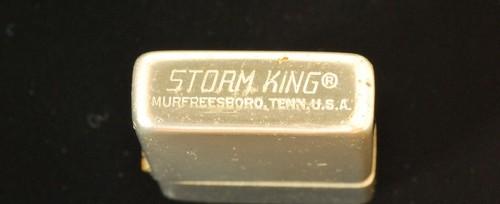 STORM KING®
MURFREESBORO, TENN. U.S.A.